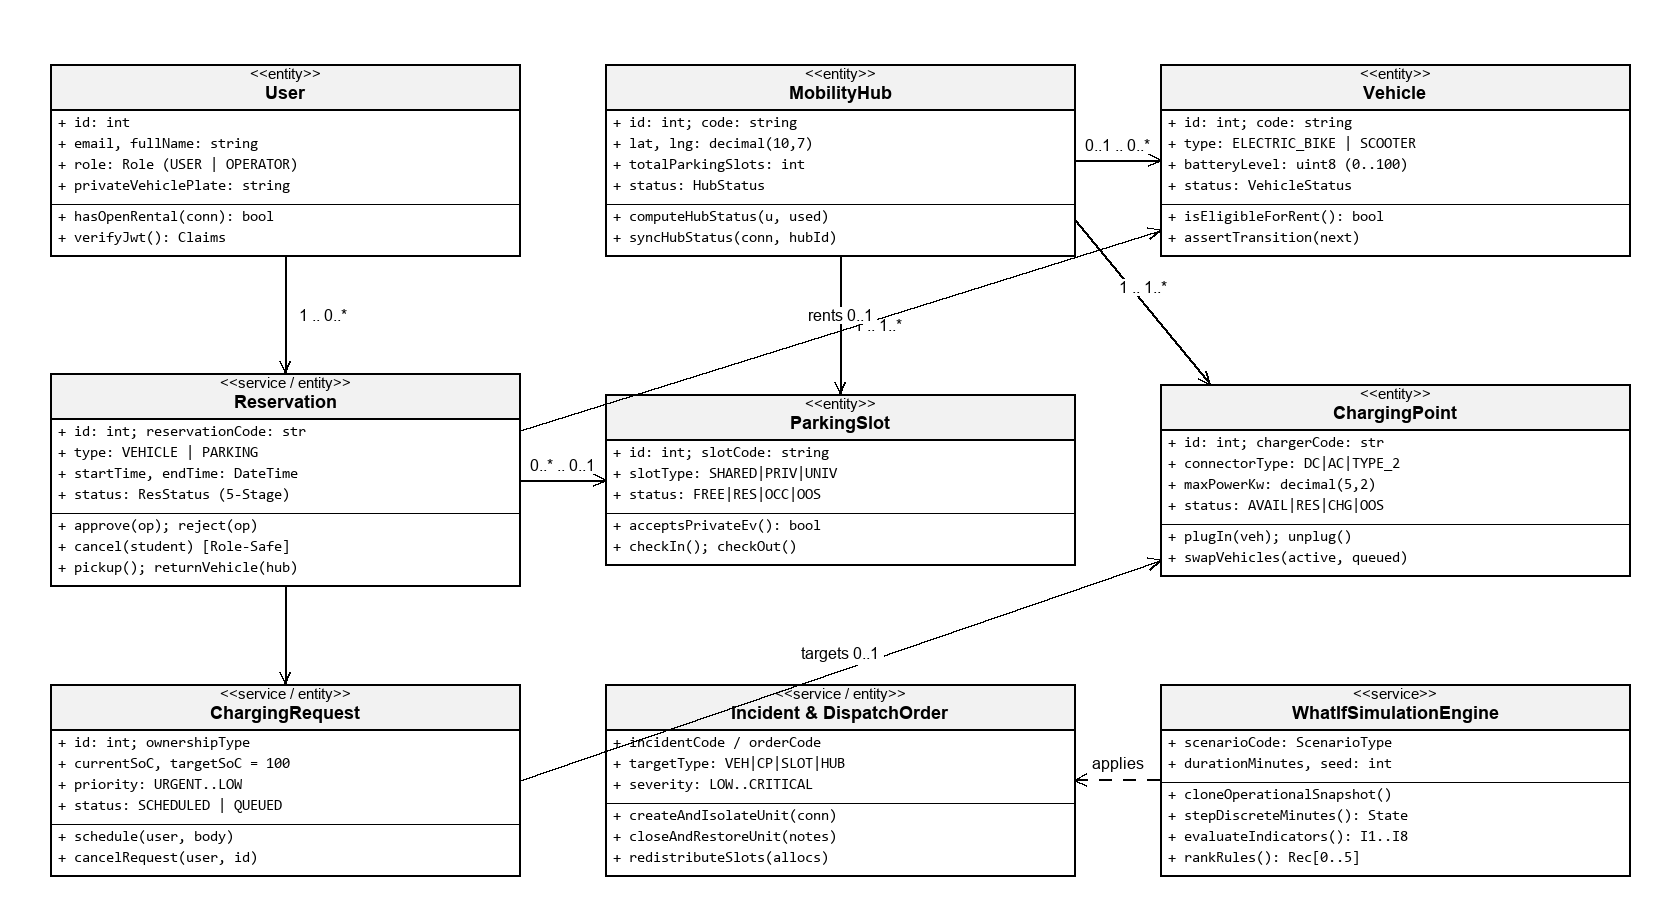 <<entity>>
User
+ id: int
+ email, fullName: string
+ role: Role (USER | OPERATOR)
+ privateVehiclePlate: string
+ hasOpenRental(conn): bool
+ verifyJwt(): Claims
<<entity>>
MobilityHub
+ id: int; code: string
+ lat, lng: decimal(10,7)
+ totalParkingSlots: int
+ status: HubStatus
+ computeHubStatus(u, used)
+ syncHubStatus(conn, hubId)
0..1 .. 0..*
<<entity>>
Vehicle
+ id: int; code: string
+ type: ELECTRIC_BIKE | SCOOTER
+ batteryLevel: uint8 (0..100)
+ status: VehicleStatus
+ isEligibleForRent(): bool
+ assertTransition(next)
1 .. 0..*
rents 0..1
1 .. 1..*
1 .. 1..*
<<service / entity>>
Reservation
+ id: int; reservationCode: str
+ type: VEHICLE | PARKING
+ startTime, endTime: DateTime
+ status: ResStatus (5-Stage)
+ approve(op); reject(op)
+ cancel(student) [Role-Safe]
+ pickup(); returnVehicle(hub)
0..* .. 0..1
<<entity>>
ParkingSlot
+ id: int; slotCode: string
+ slotType: SHARED|PRIV|UNIV
+ status: FREE|RES|OCC|OOS
+ acceptsPrivateEv(): bool
+ checkIn(); checkOut()
<<entity>>
ChargingPoint
+ id: int; chargerCode: str
+ connectorType: DC|AC|TYPE_2
+ maxPowerKw: decimal(5,2)
+ status: AVAIL|RES|CHG|OOS
+ plugIn(veh); unplug()
+ swapVehicles(active, queued)
targets 0..1
<<service / entity>>
ChargingRequest
+ id: int; ownershipType
+ currentSoC, targetSoC = 100
+ priority: URGENT..LOW
+ status: SCHEDULED | QUEUED
+ schedule(user, body)
+ cancelRequest(user, id)
<<service / entity>>
Incident & DispatchOrder
+ incidentCode / orderCode
+ targetType: VEH|CP|SLOT|HUB
+ severity: LOW..CRITICAL
+ createAndIsolateUnit(conn)
+ closeAndRestoreUnit(notes)
+ redistributeSlots(allocs)
applies
<<service>>
WhatIfSimulationEngine
+ scenarioCode: ScenarioType
+ durationMinutes, seed: int
+ cloneOperationalSnapshot()
+ stepDiscreteMinutes(): State
+ evaluateIndicators(): I1..I8
+ rankRules(): Rec[0..5]